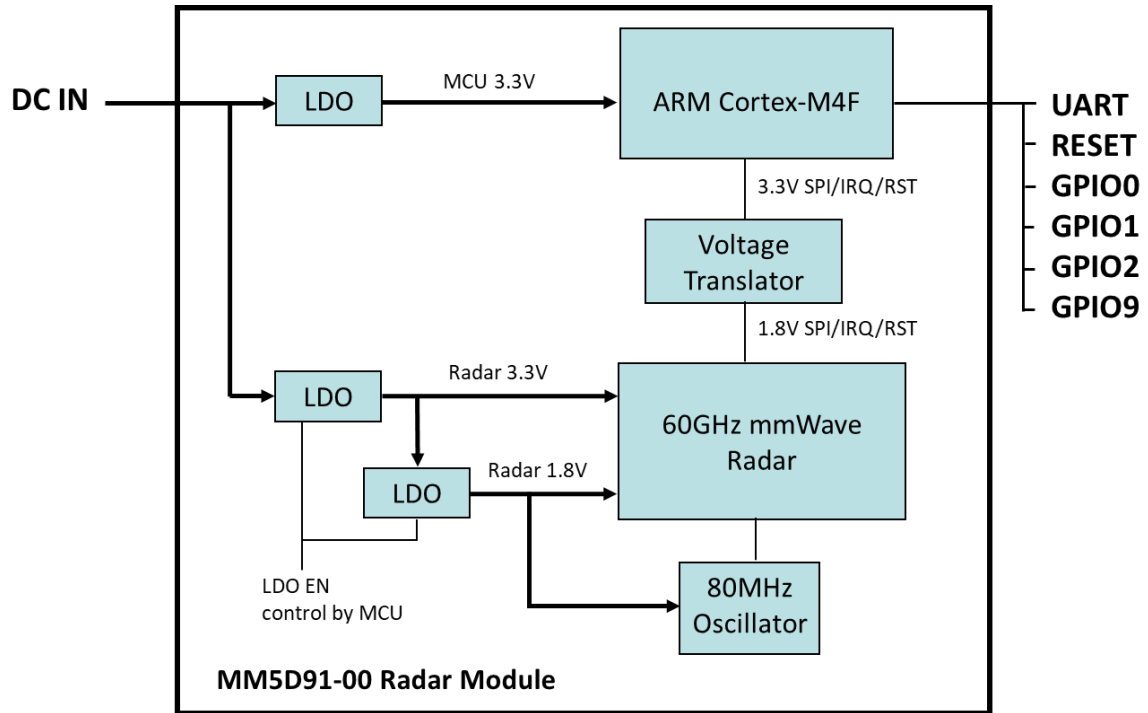 DC IN
LDO
MCU 3.3V
ARM Cortex-M4F
UART
RESET
GPIO0
GPIO1
GPIO2
GPIO9
3.3V SPI/IRQ/RST
Voltage
Translator
1.8V SPI/IRQ/RST
LDO
Radar 3.3V
60GHz mmWave
Radar
LDO
Radar 1.8V
LDO EN
control by MCU
80MHz
Oscillator
MM5D91-00 Radar Module